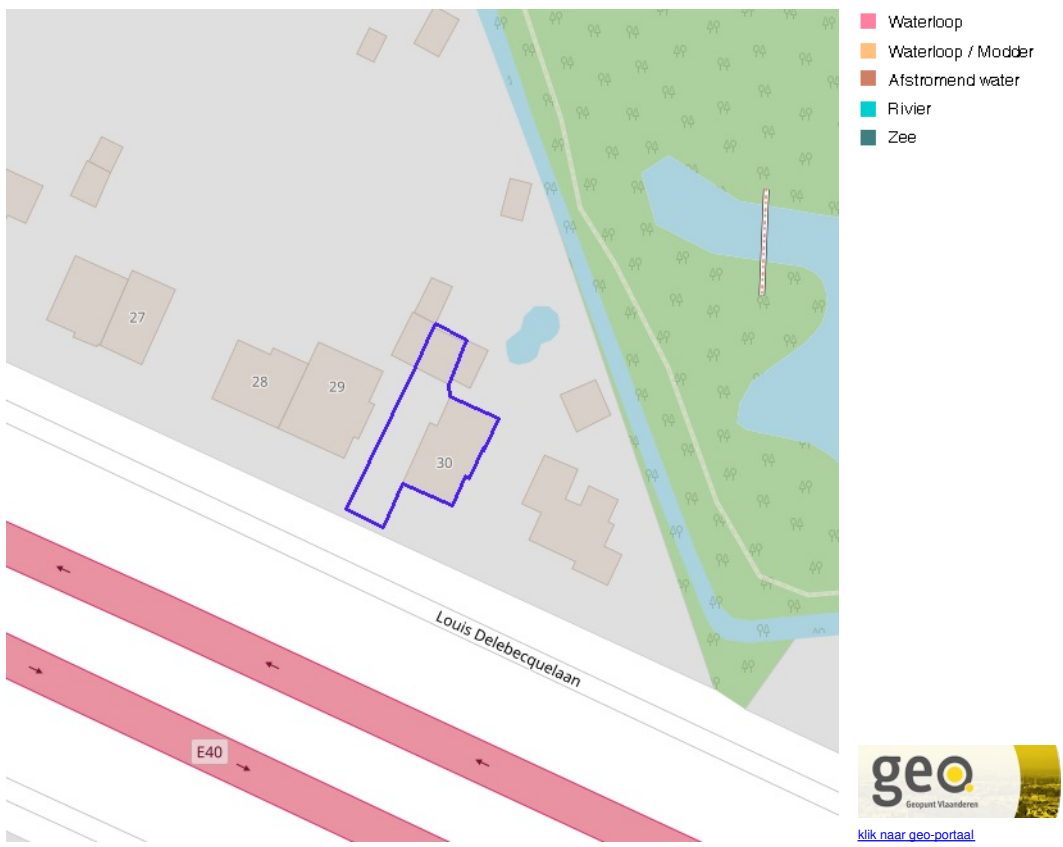 Waterloop
Waterloop / Modder
Afstromend water
Rivier
Zee
27
28
29
30
Louis Delebecquelaan
E40
geo.
Geopunt Vlaanderen
klik naar geo-portaal